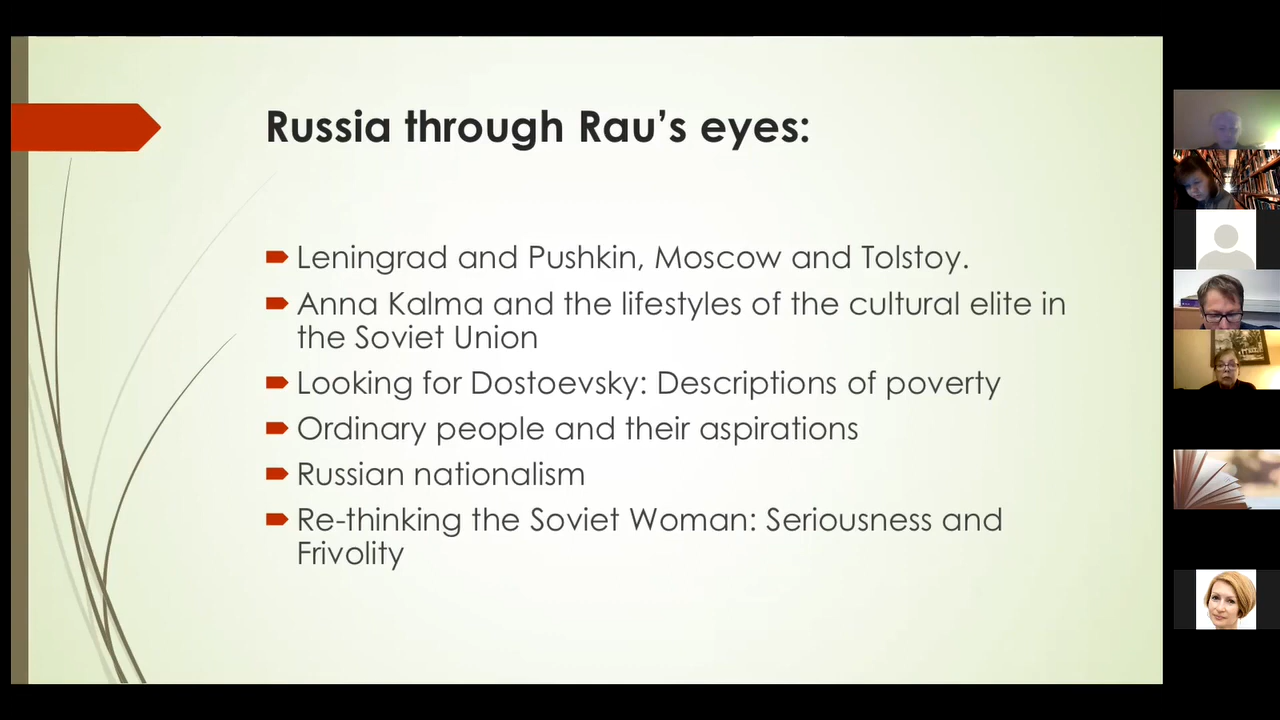 Russia through Rau's eyes:
Leningrad and Pushkin, Moscow and Tolstoy.
Anna Kalma and the lifestyles of the cultural elite in
the Soviet Union
Looking for Dostoevsky: Descriptions of poverty
Ordinary people and their aspirations
Russian nationalism
Re-thinking the Soviet Woman: Seriousness and
Frivolity